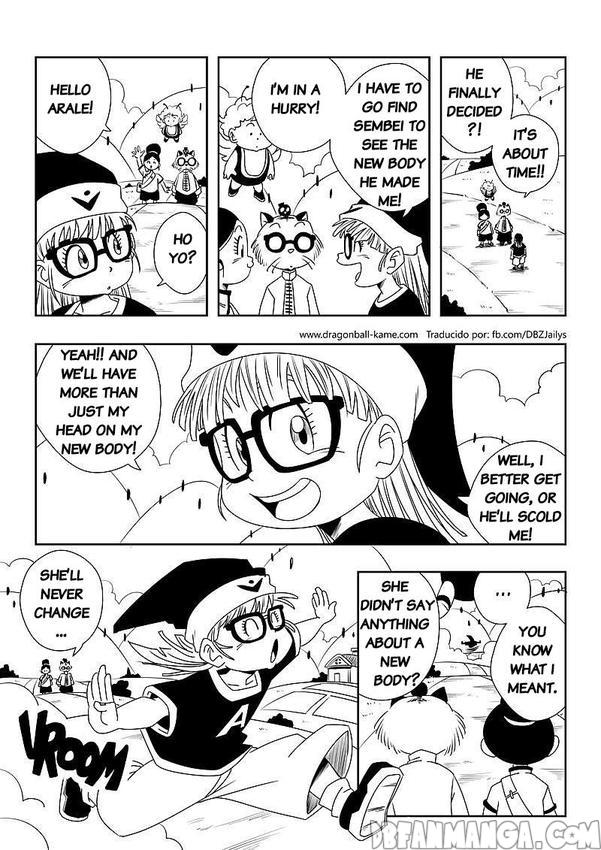 HELLO
ARALE!
HO
YO?
I'M IN A
HURRY!
I HAVE TO
GO FIND
SEMBEI TO
SEE THE
NEW BODY
HE MADE
ME!
HE
FINALLY
DECIDED
?!
IT'S
ABOUT
TIME!!
www.dragonball-kame.com Traducido por: fb.com/DBZJailys
YEAH!! AND
WE'LL HAVE
MORE THAN
JUST MY
HEAD ON MY
NEW BODY!
WELL, I
BETTER GET
GOING, OR
HE'LL SCOLD
ME!
SHE'LL
NEVER
CHANGE
...
A
VROOM
SHE
DIDN'T SAY
ANYTHING
ABOUT A
NEW
BODY?
...
YOU
KNOW
WHAT I
MEANT.
DBFANMANGA.COM